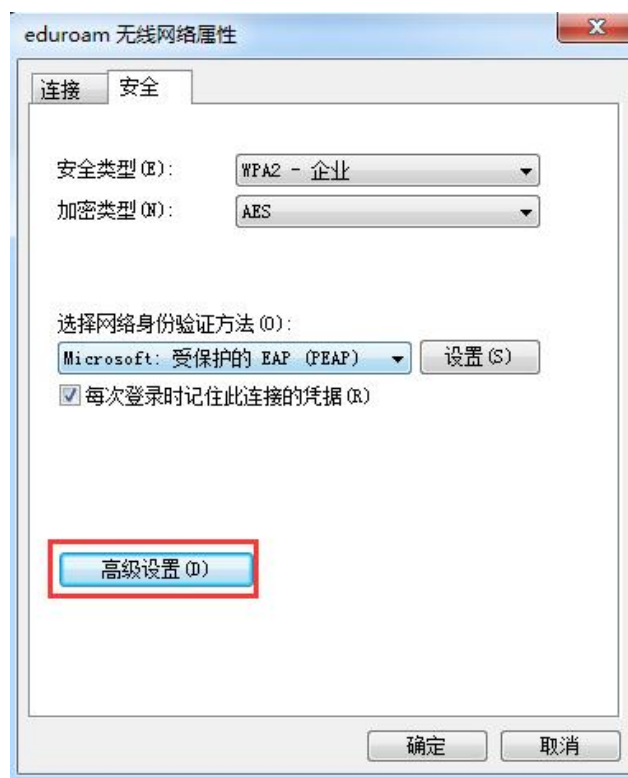 eduroam 无线网络属性
连接 安全
安全类型(E): WPA2 - 企业
加密类型(N): AES
选择网络身份验证方法(O):
Microsoft: 受保护的 EAP (PEAP) 设置(S)
每次登录时记住此连接的凭据(R)
高级设置(D)
确定 取消